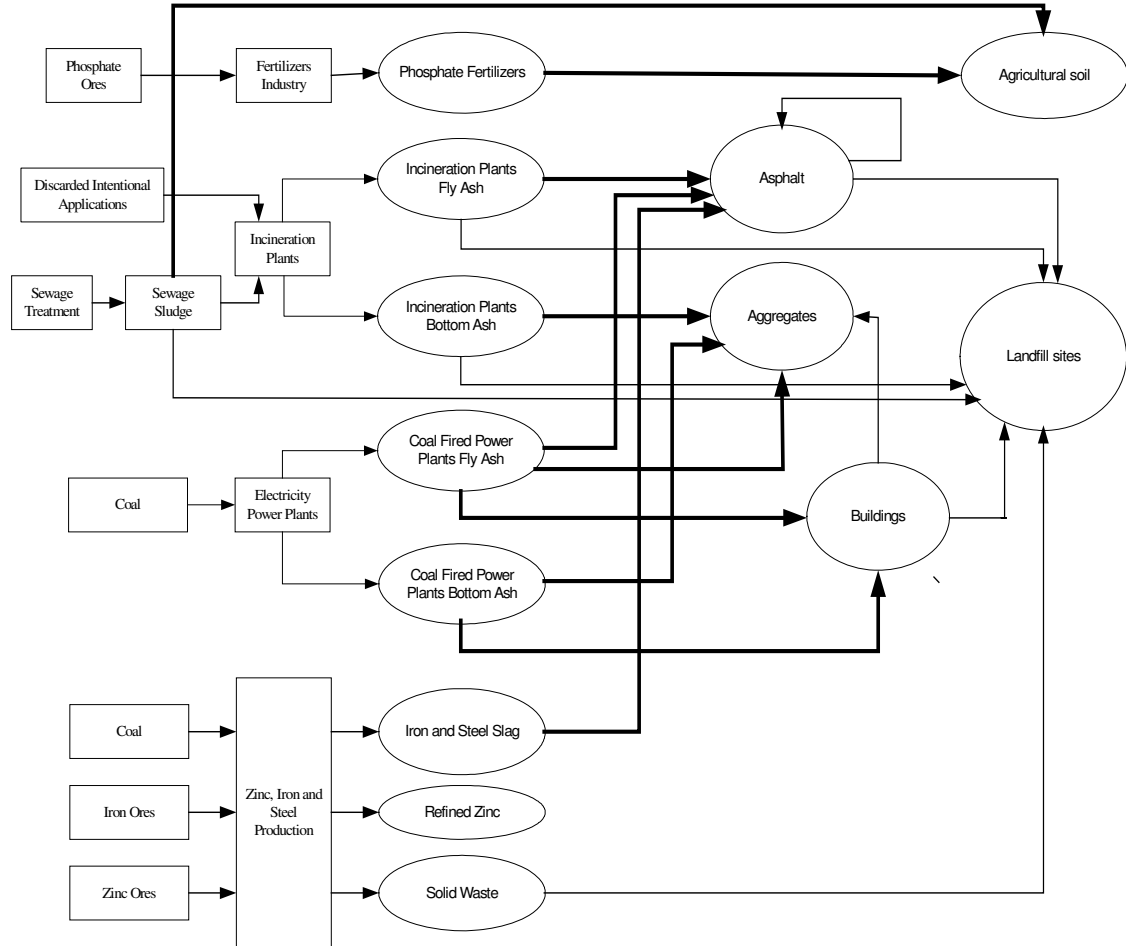 Phosphate
Ores
Fertilizers
Industry
Phosphate Fertilizers
Agricultural soil
Discarded Intentional
Applications
Incineration Plants
Fly Ash
Asphalt
Incineration
Plants
Sewage
Treatment
Sewage
Sludge
Incineration Plants
Bottom Ash
Aggregates
Landfill sites
Coal Fired Power
Plants Fly Ash
Coal
Electricity
Power Plants
Buildings
Coal Fired Power
Plants Bottom Ash
Coal
Iron and Steel Slag
Iron Ores
Zinc, Iron and
Steel
Production
Refined Zinc
Zinc Ores
Solid Waste